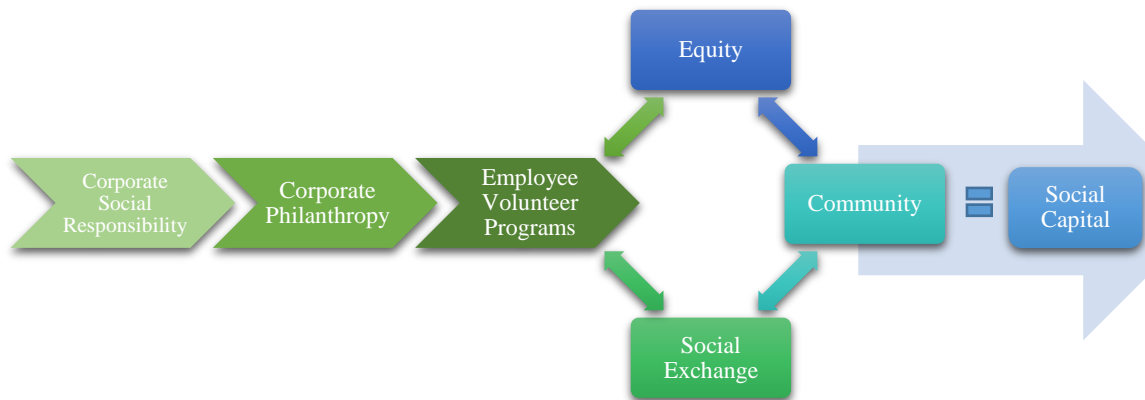 Corporate
Social
Responsibility
Corporate
Philanthropy
Employee
Volunteer
Programs
Equity
Community
Social
Exchange
Social
Capital